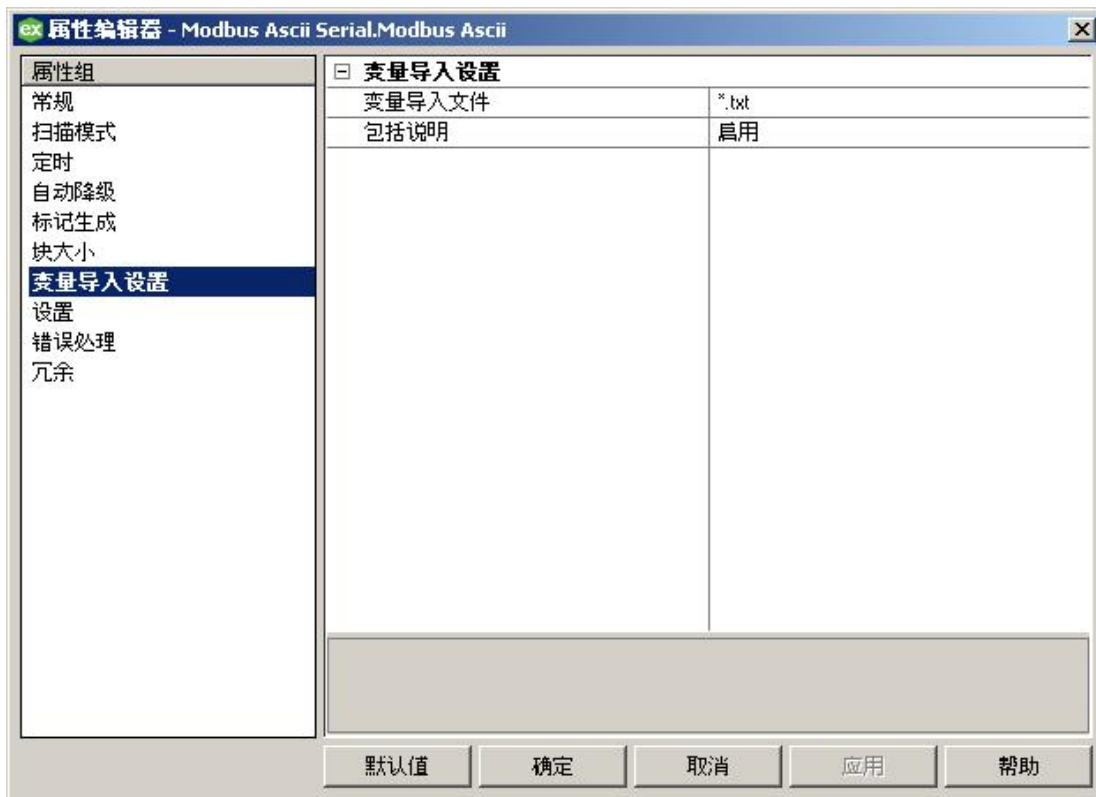 ex 属性编辑器 - Modbus Ascii Serial.Modbus Ascii
属性组
常规
扫描模式
定时
自动降级
标记生成
块大小
变量导入设置
设置
错误处理
冗余
变量导入设置
变量导入文件 *.txt
包括说明 启用
默认值 确定 取消 应用 帮助